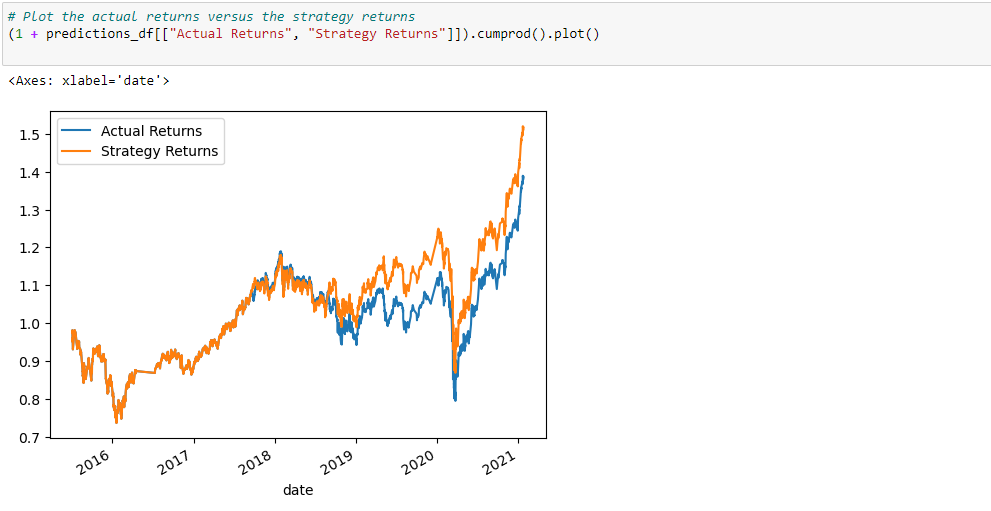 # Plot the actual returns versus the strategy returns
(1 + predictions_df[["Actual Returns", "Strategy Returns"]]).cumprod().plot()
<Axes: xlabel='date'>
Actual Returns
Strategy Returns
1.5
1.4
1.3
1.2
1.1
1.0
0.9
0.8
0.7
2016
2017
2018
2019
2020
2021
date